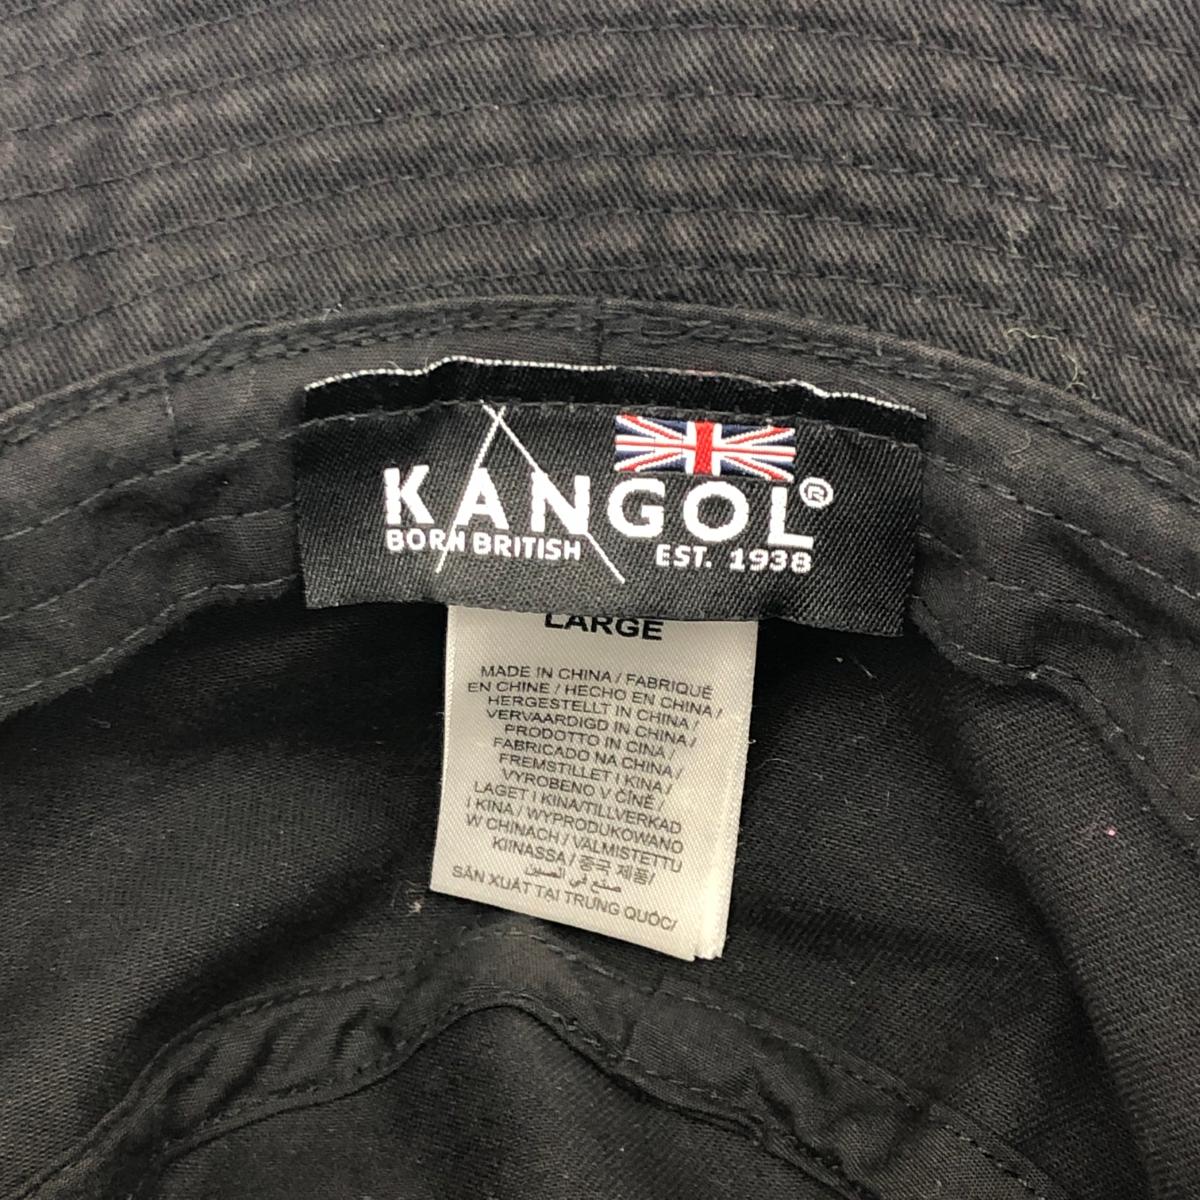 KANGOL®
BORN BRITISH EST. 1938
LARGE
MADE IN CHINA / FABRIQUÉ
EN CHINE / HECHO EN CHINA /
HERGESTELLT IN CHINA /
VERVAARDIGD IN CHINA /
PRODOTTO IN CINA /
FABRICADO NA CHINA /
FREMSTILLET I KINA /
VYROBENO V ČÍNĚ /
LAGET I KINA/TILLVERKAD
I KINA / WYPRODUKOWANO
W CHINACH / VALMISTETTU
KIINASSA / 중국 제품/
صنع في الصين
SẢN XUẤT TẠI TRUNG QUỐC/